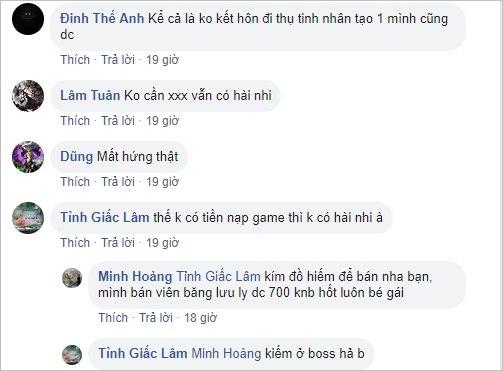 Đinh Thế Anh Kể cả là ko kết hôn đi thụ tinh nhân tạo 1 mình cũng
dc
Thích · Trả lời · 19 giờ
Lâm Tuân Ko cần xxx vẫn có hài nhi
Thích · Trả lời · 19 giờ
Dũng Mất hứng thật
Thích · Trả lời · 19 giờ
Tỉnh Giấc Lâm thế k có tiền nạp game thì k có hài nhi à
Thích · Trả lời · 19 giờ
Minh Hoàng Tỉnh Giấc Lâm kím đồ hiếm để bán nha bạn,
mình bán viên băng lưu ly dc 700 knb hốt luôn bé gái
Thích · Trả lời · 18 giờ
Tỉnh Giấc Lâm Minh Hoàng kiếm ở boss hả b